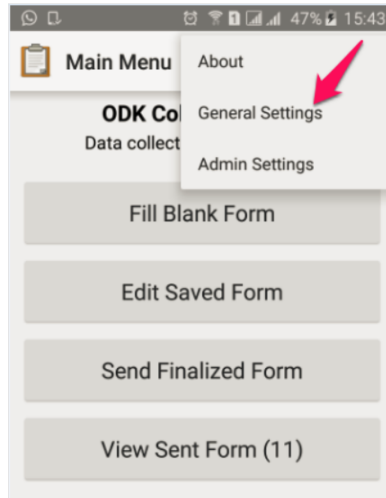 1 47% 15:43
Main Menu
About
General Settings
Admin Settings
ODK Col
Data collect
Fill Blank Form
Edit Saved Form
Send Finalized Form
View Sent Form (11)